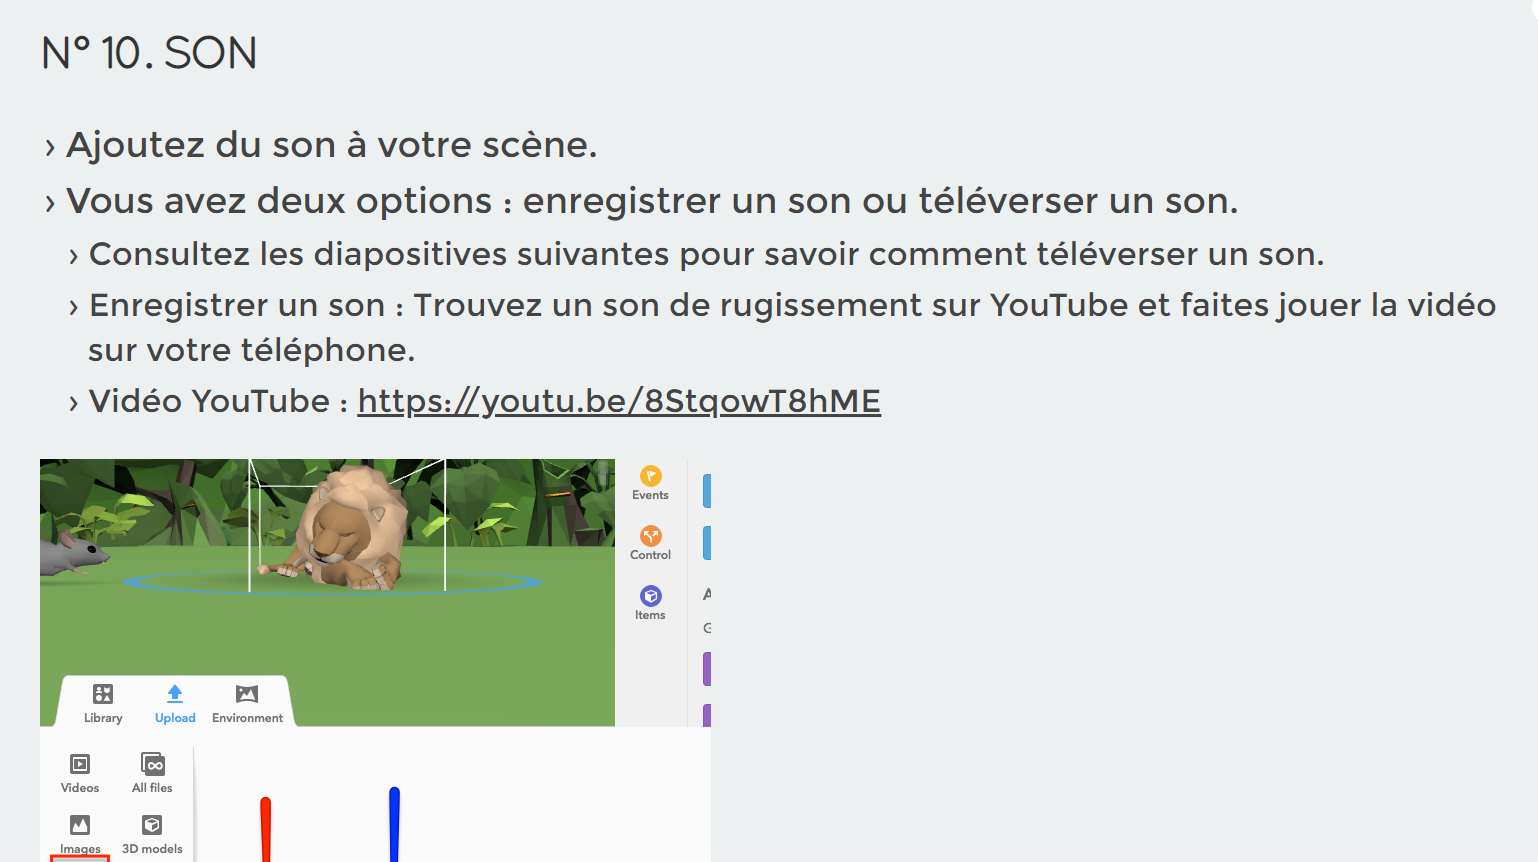 N° 10. SON
› Ajoutez du son à votre scène.
› Vous avez deux options : enregistrer un son ou téléverser un son.
› Consultez les diapositives suivantes pour savoir comment téléverser un son.
› Enregistrer un son : Trouvez un son de rugissement sur YouTube et faites jouer la vidéo
sur votre téléphone.
› Vidéo YouTube : https://youtu.be/8StqowT8hME
Events
Control
Items
A
G
Library Upload Environment
Videos All files
Images 3D models